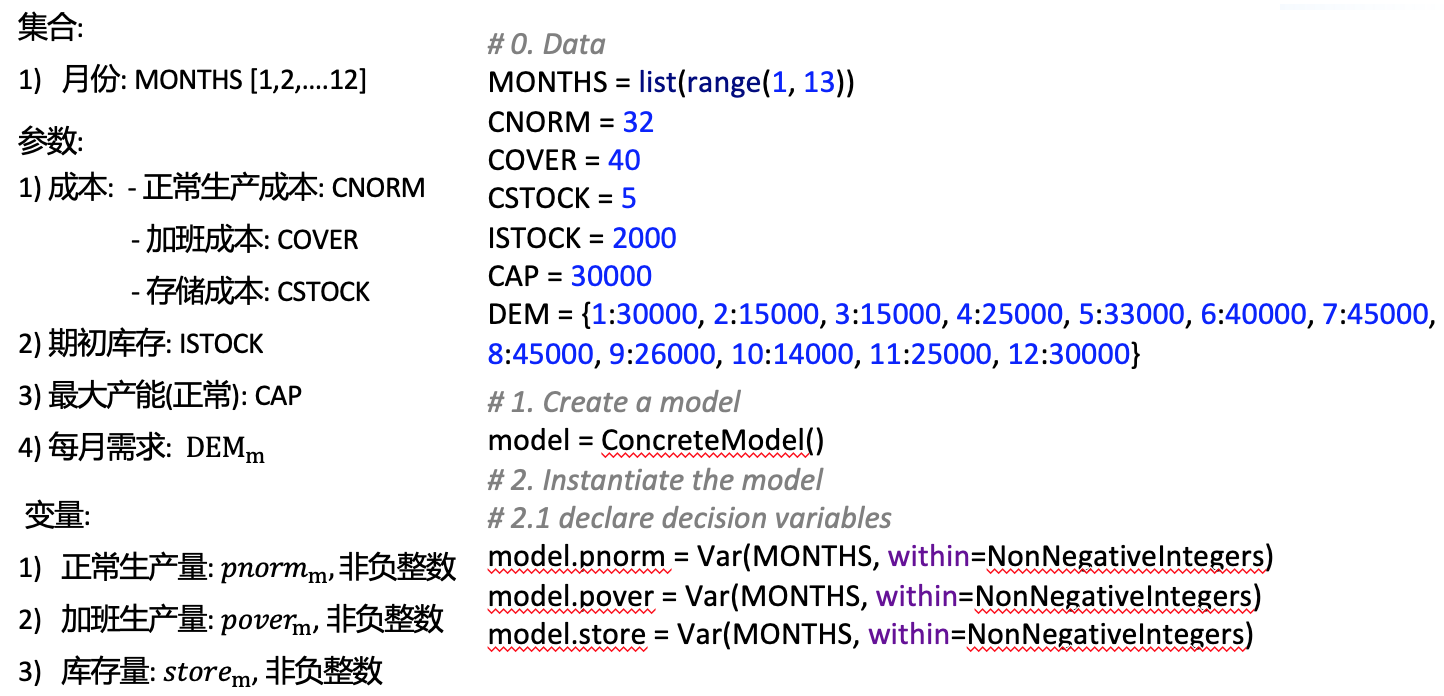 集合:
1) 月份: MONTHS [1,2,....12]
参数:
1) 成本: - 正常生产成本: CNORM
- 加班成本: COVER
- 存储成本: CSTOCK
2) 期初库存: ISTOCK
3) 最大产能(正常): CAP
4) 每月需求: DEMm
变量:
1) 正常生产量: pnormm, 非负整数
2) 加班生产量: poverm, 非负整数
3) 库存量: storem, 非负整数
# 0. Data
MONTHS = list(range(1, 13))
CNORM = 32
COVER = 40
CSTOCK = 5
ISTOCK = 2000
CAP = 30000
DEM = {1:30000, 2:15000, 3:15000, 4:25000, 5:33000, 6:40000, 7:45000,
8:45000, 9:26000, 10:14000, 11:25000, 12:30000}
# 1. Create a model
model = ConcreteModel()
# 2. Instantiate the model
# 2.1 declare decision variables
model.pnorm = Var(MONTHS, within=NonNegativeIntegers)
model.pover = Var(MONTHS, within=NonNegativeIntegers)
model.store = Var(MONTHS, within=NonNegativeIntegers)